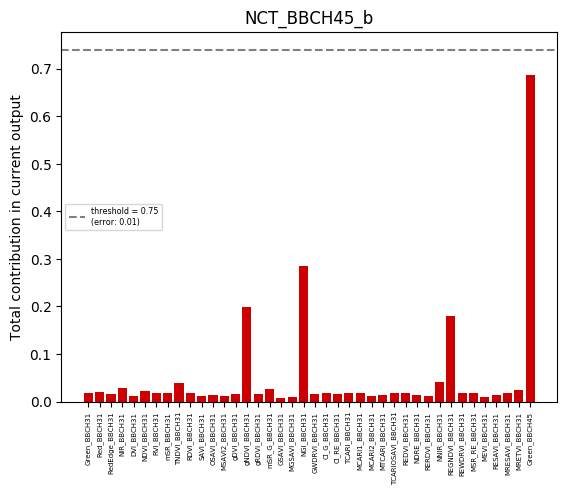 NCT_BBCH45_b
Total contribution in current output
0.7
0.6
0.5
0.4
0.3
0.2
0.1
0.0
threshold = 0.75
(error: 0.01)
Green_BBCH31
Red_BBCH31
RedEdge_BBCH31
NIR_BBCH31
DVI_BBCH31
NDVI_BBCH31
RVI_BBCH31
mSR_BBCH31
TNDVI_BBCH31
RDVI_BBCH31
SAVI_BBCH31
OSAVI_BBCH31
MSAVI2_BBCH31
gDVI_BBCH31
gNDVI_BBCH31
gRDVI_BBCH31
mSR_G_BBCH31
GSAVI_BBCH31
MGSAVI_BBCH31
NGI_BBCH31
GWDRVI_BBCH31
CI_G_BBCH31
CI_RE_BBCH31
TCARI_BBCH31
MCARI1_BBCH31
MCARI2_BBCH31
MTCARI_BBCH31
TCARIOSAVI_BBCH31
REDVI_BBCH31
NDRE_BBCH31
RERDVI_BBCH31
NNIR_BBCH31
REGNDVI_BBCH31
REWDRVI_BBCH31
MSR_RE_BBCH31
MEVI_BBCH31
RESAVI_BBCH31
MRESAVI_BBCH31
MRETVI_BBCH31
Green_BBCH45